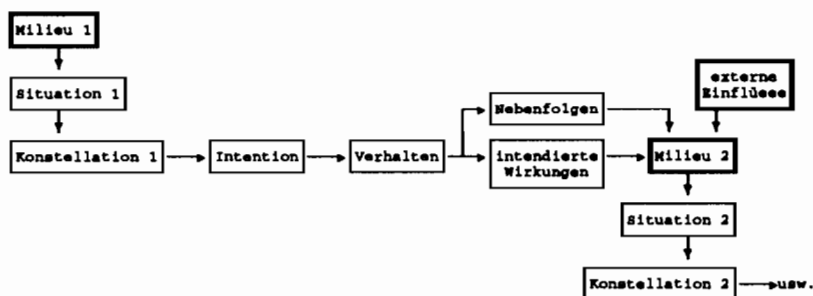 Milieu 1
Situation 1
Konstellation 1
Intention
Verhalten
Nebenfolgen
intendierte
Wirkungen
externe
Einflüsse
Milieu 2
Situation 2
Konstellation 2
usw.